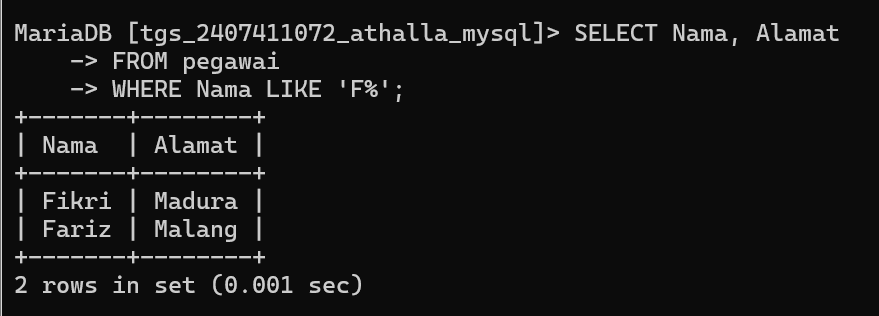 MariaDB [tgs_2407411072_athalla_mysql]> SELECT Nama, Alamat
    -> FROM pegawai
    -> WHERE Nama LIKE 'F%';
+-------+--------+
| Nama  | Alamat |
+-------+--------+
| Fikri | Madura |
| Fariz | Malang |
+-------+--------+
2 rows in set (0.001 sec)